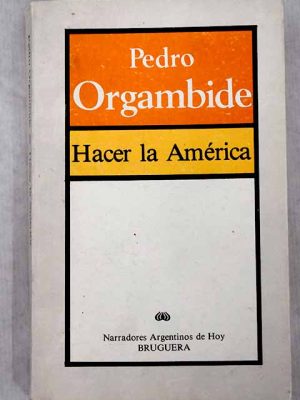 Pedro
Orgambide
Hacer la América
Narradores Argentinos de Hoy
BRUGUERA